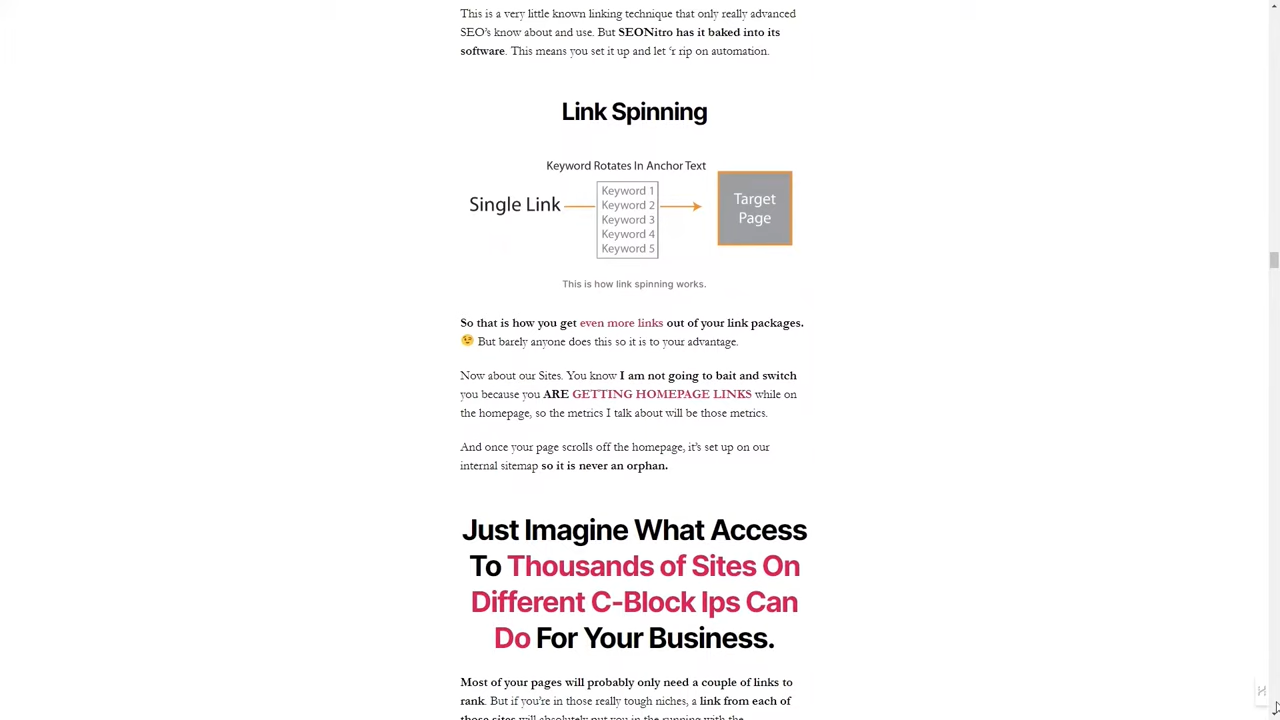 This is a very little known linking technique that only really advanced
SEO's know about and use. But SEONitro has it baked into its
software. This means you set it up and let 'r rip on automation.
Link Spinning
Keyword Rotates In Anchor Text
Single Link
Keyword 1
Keyword 2
Keyword 3
Keyword 4
Keyword 5
Target
Page
This is how link spinning works.
So that is how you get even more links out of your link packages.
But barely anyone does this so it is to your advantage.
Now about our Sites. You know I am not going to bait and switch
you because you ARE GETTING HOMEPAGE LINKS while on
the homepage, so the metrics I talk about will be those metrics.
And once your page scrolls off the homepage, it's set up on our
internal sitemap so it is never an orphan.
Just Imagine What Access
To Thousands of Sites On
Different C-Block Ips Can
Do For Your Business.
Most of your pages will probably only need a couple of links to
rank. But if you're in those really tough niches, a link from each of
those sites will absolutely put you in the running with the